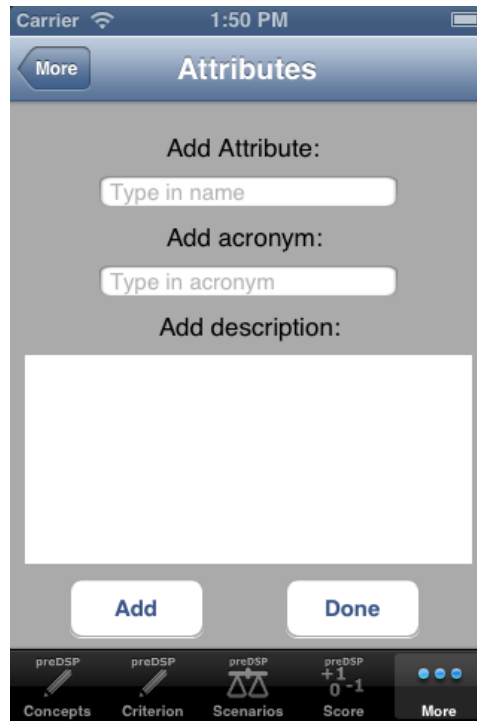 Carrier 1:50 PM
More Attributes
Add Attribute:
Type in name
Add acronym:
Type in acronym
Add description:
Add Done
preDSP preDSP preDSP preDSP
+1
0 -1
Concepts Criterion Scenarios Score More